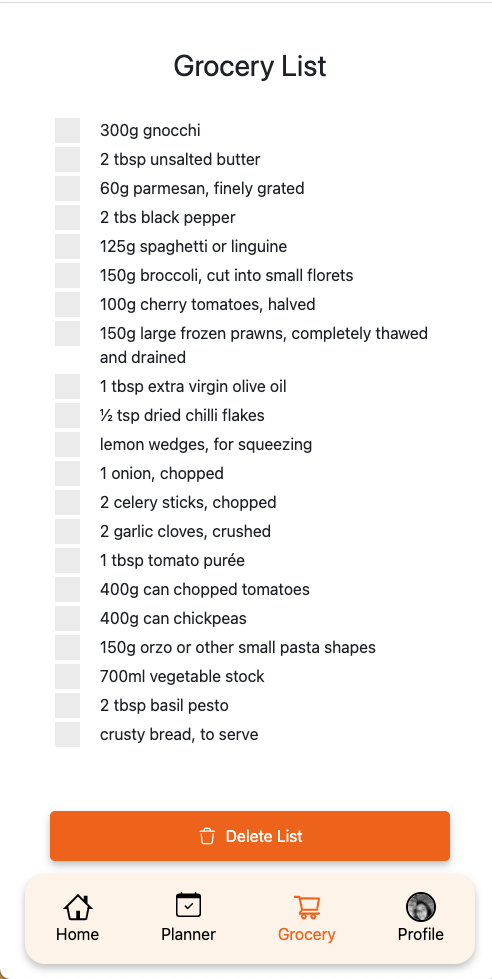 Grocery List
300g gnocchi
2 tbsp unsalted butter
60g parmesan, finely grated
2 tbs black pepper
125g spaghetti or linguine
150g broccoli, cut into small florets
100g cherry tomatoes, halved
150g large frozen prawns, completely thawed
and drained
1 tbsp extra virgin olive oil
½ tsp dried chilli flakes
lemon wedges, for squeezing
1 onion, chopped
2 celery sticks, chopped
2 garlic cloves, crushed
1 tbsp tomato purée
400g can chopped tomatoes
400g can chickpeas
150g orzo or other small pasta shapes
700ml vegetable stock
2 tbsp basil pesto
crusty bread, to serve
Delete List
Home Planner Grocery Profile